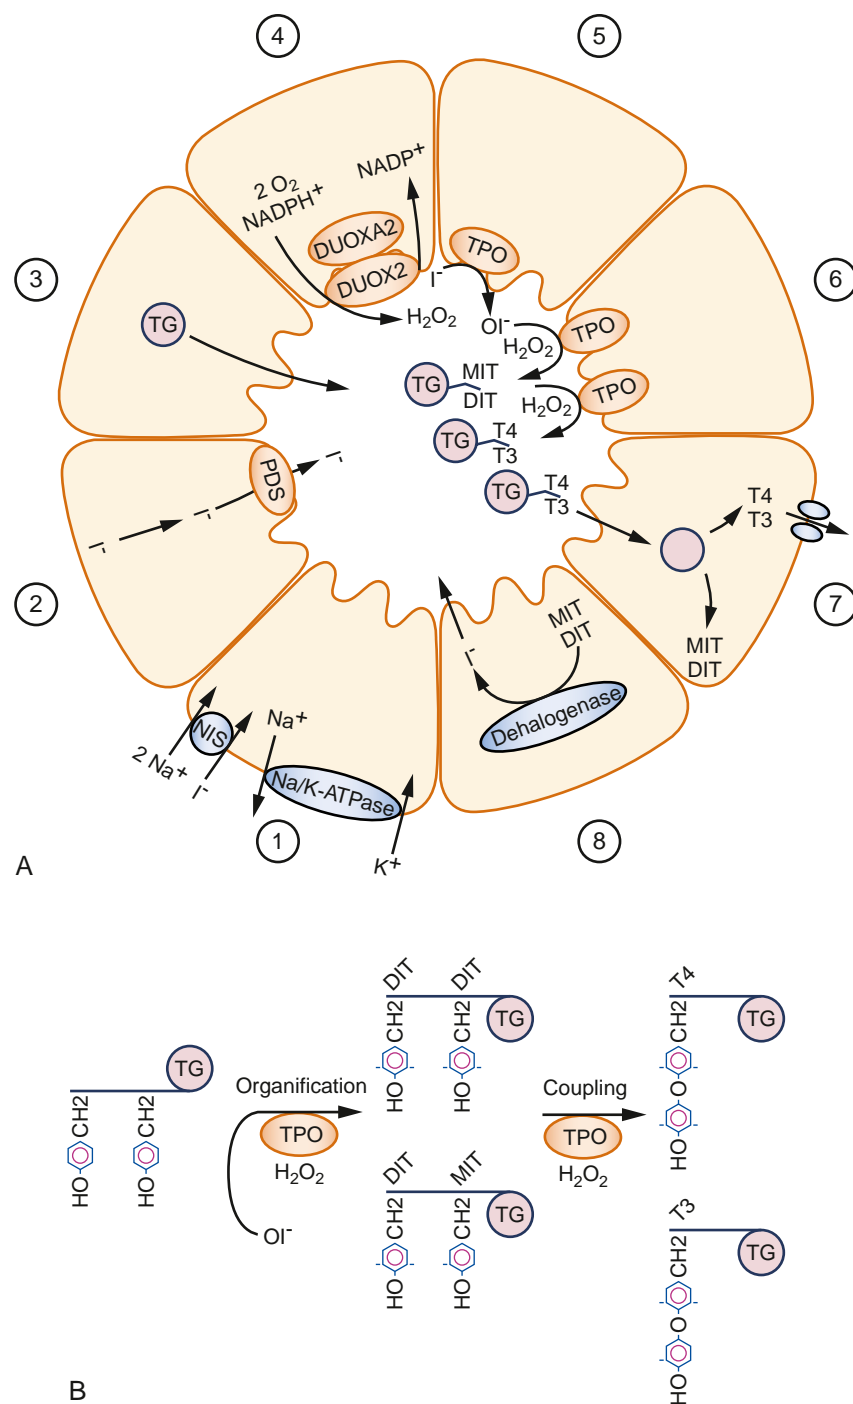 4
5
2 O₂
NADPH⁺
NADP⁺
DUOXA2
DUOX2
I⁻
TPO
H₂O₂
OI⁻
3
TG
6
TPO
H₂O₂
TG
MIT
DIT
H₂O₂
TPO
TG
T4
T3
TG
T4
T3
PDS
I⁻
I⁻
I⁻
T4
T3
2
7
MIT
DIT
MIT
DIT
I⁻
Dehalogenase
NIS
2 Na⁺
I⁻
Na⁺
Na/K-ATPase
K⁺
1
8
A
DIT
DIT
CH2
CH2
TG
HO
HO
T4
CH2
TG
O
HO
TG
CH2
CH2
HO
HO
Organification
TPO
H₂O₂
OI⁻
Coupling
TPO
H₂O₂
DIT
MIT
CH2
CH2
TG
HO
HO
T3
CH2
TG
O
HO
B